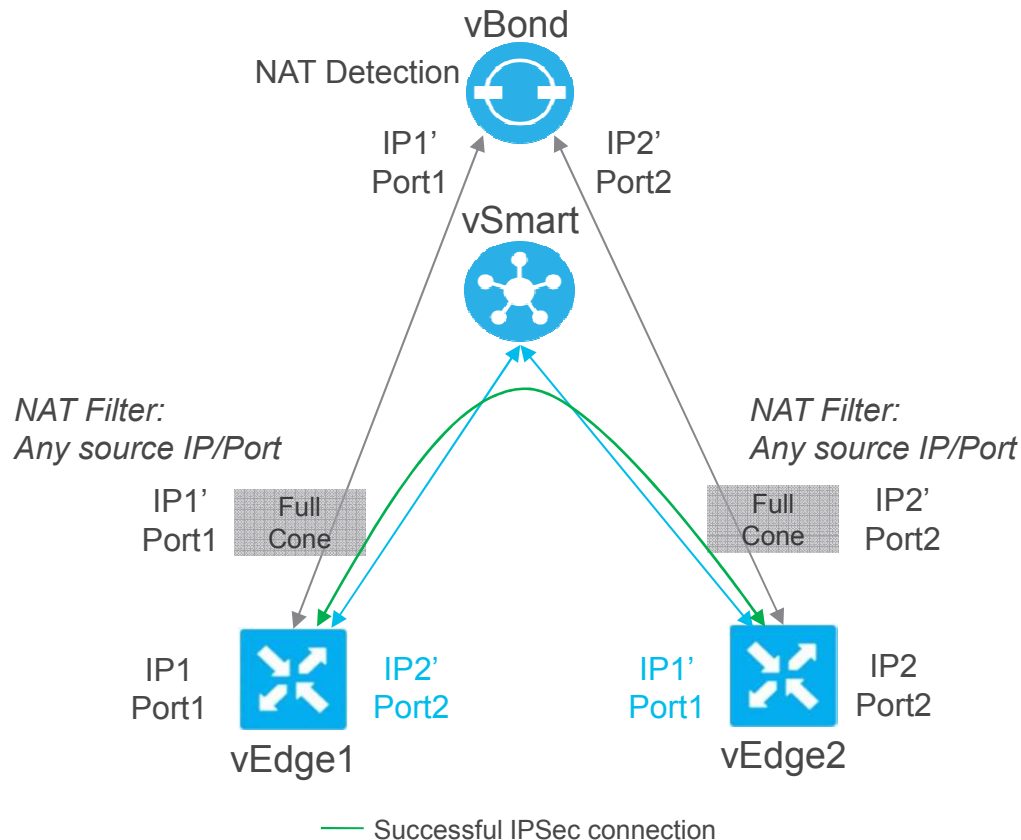 vBond
NAT Detection
IP1’
Port1
IP2’
Port2
vSmart
NAT Filter:
Any source IP/Port
NAT Filter:
Any source IP/Port
IP1’
Port1
Full
Cone
Full
Cone
IP2’
Port2
IP1
Port1
IP2’
Port2
IP1’
Port1
IP2
Port2
vEdge1
vEdge2
Successful IPSec connection